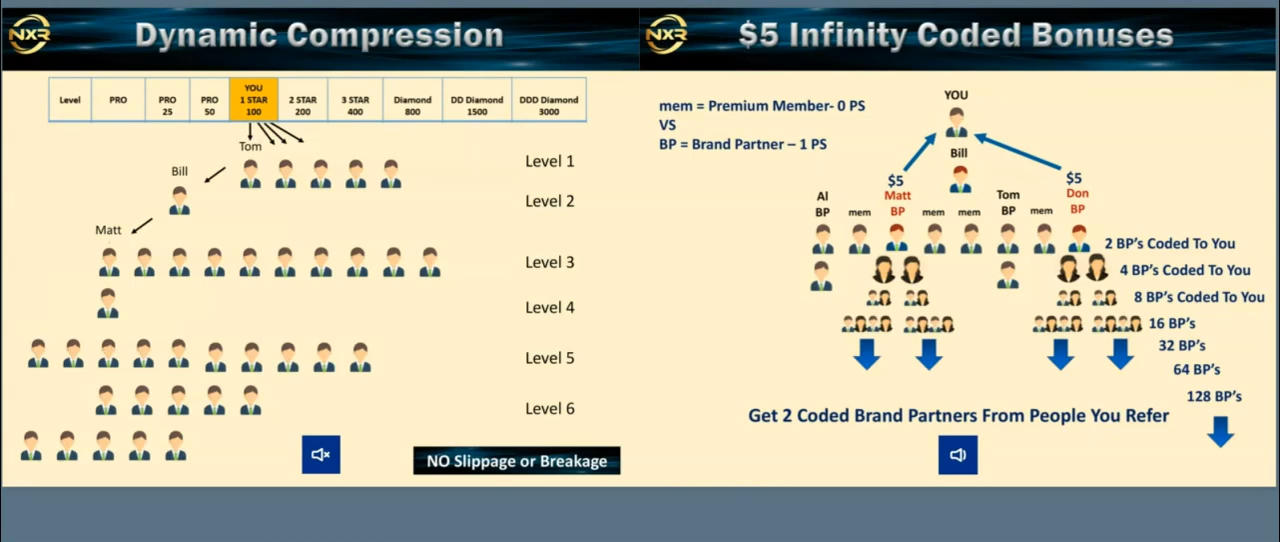 NXR
Dynamic Compression
Level
PRO
PRO
25
PRO
50
YOU
1 STAR
100
2 STAR
200
3 STAR
400
Diamond
800
DD Diamond
1500
DDD Diamond
3000
Tom
Level 1
Bill
Level 2
Matt
Level 3
Level 4
Level 5
Level 6
NO Slippage or Breakage
NXR
$5 Infinity Coded Bonuses
mem = Premium Member- 0 PS
VS
BP = Brand Partner – 1 PS
YOU
Bill
$5
$5
Al
BP
mem
Matt
BP
mem
mem
Tom
BP
mem
Don
BP
2 BP's Coded To You
4 BP's Coded To You
8 BP's Coded To You
16 BP's
32 BP's
64 BP's
128 BP's
Get 2 Coded Brand Partners From People You Refer